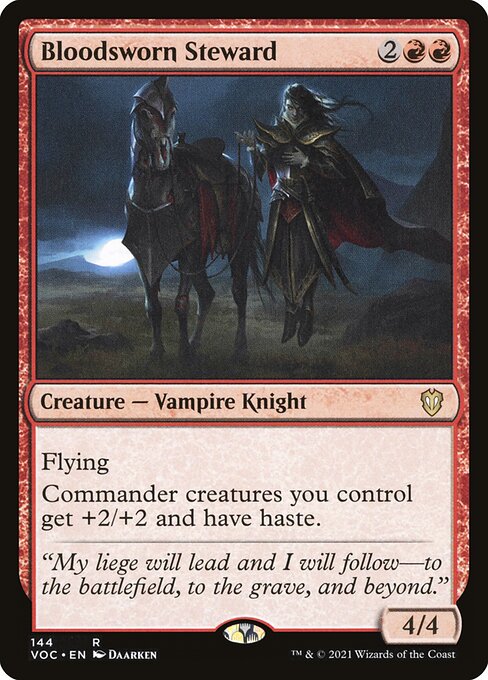 Bloodsworn Steward 2
Creature — Vampire Knight
Flying
Commander creatures you control
get +2/+2 and have haste.
“My liege will lead and I will follow—to
the battlefield, to the grave, and beyond.”
4/4
144 R
VOC • EN Daarken
™ & © 2021 Wizards of the Coast